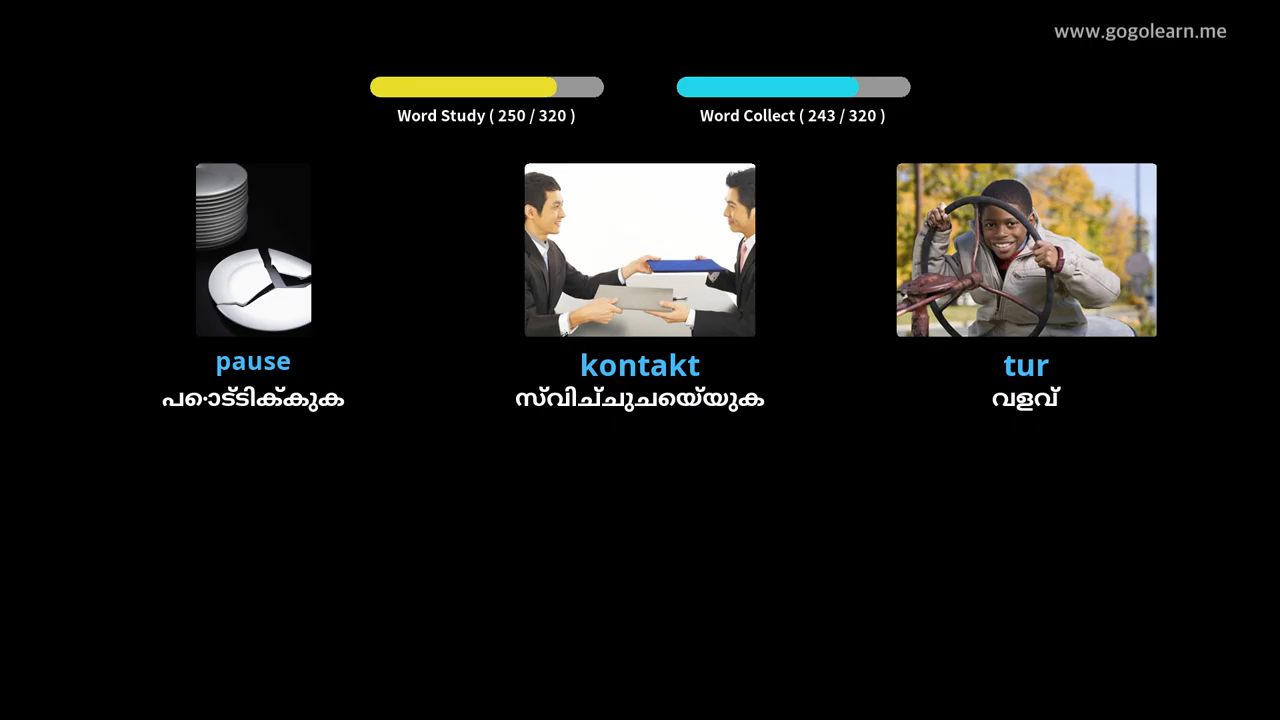 www.gogolearn.me
Word Study ( 250 / 320 )
Word Collect ( 243 / 320 )
pause
kontakt
tur
പൊട്ടിക്കുക
സ്വിച്ചുചെയ്യുക
വളവ്